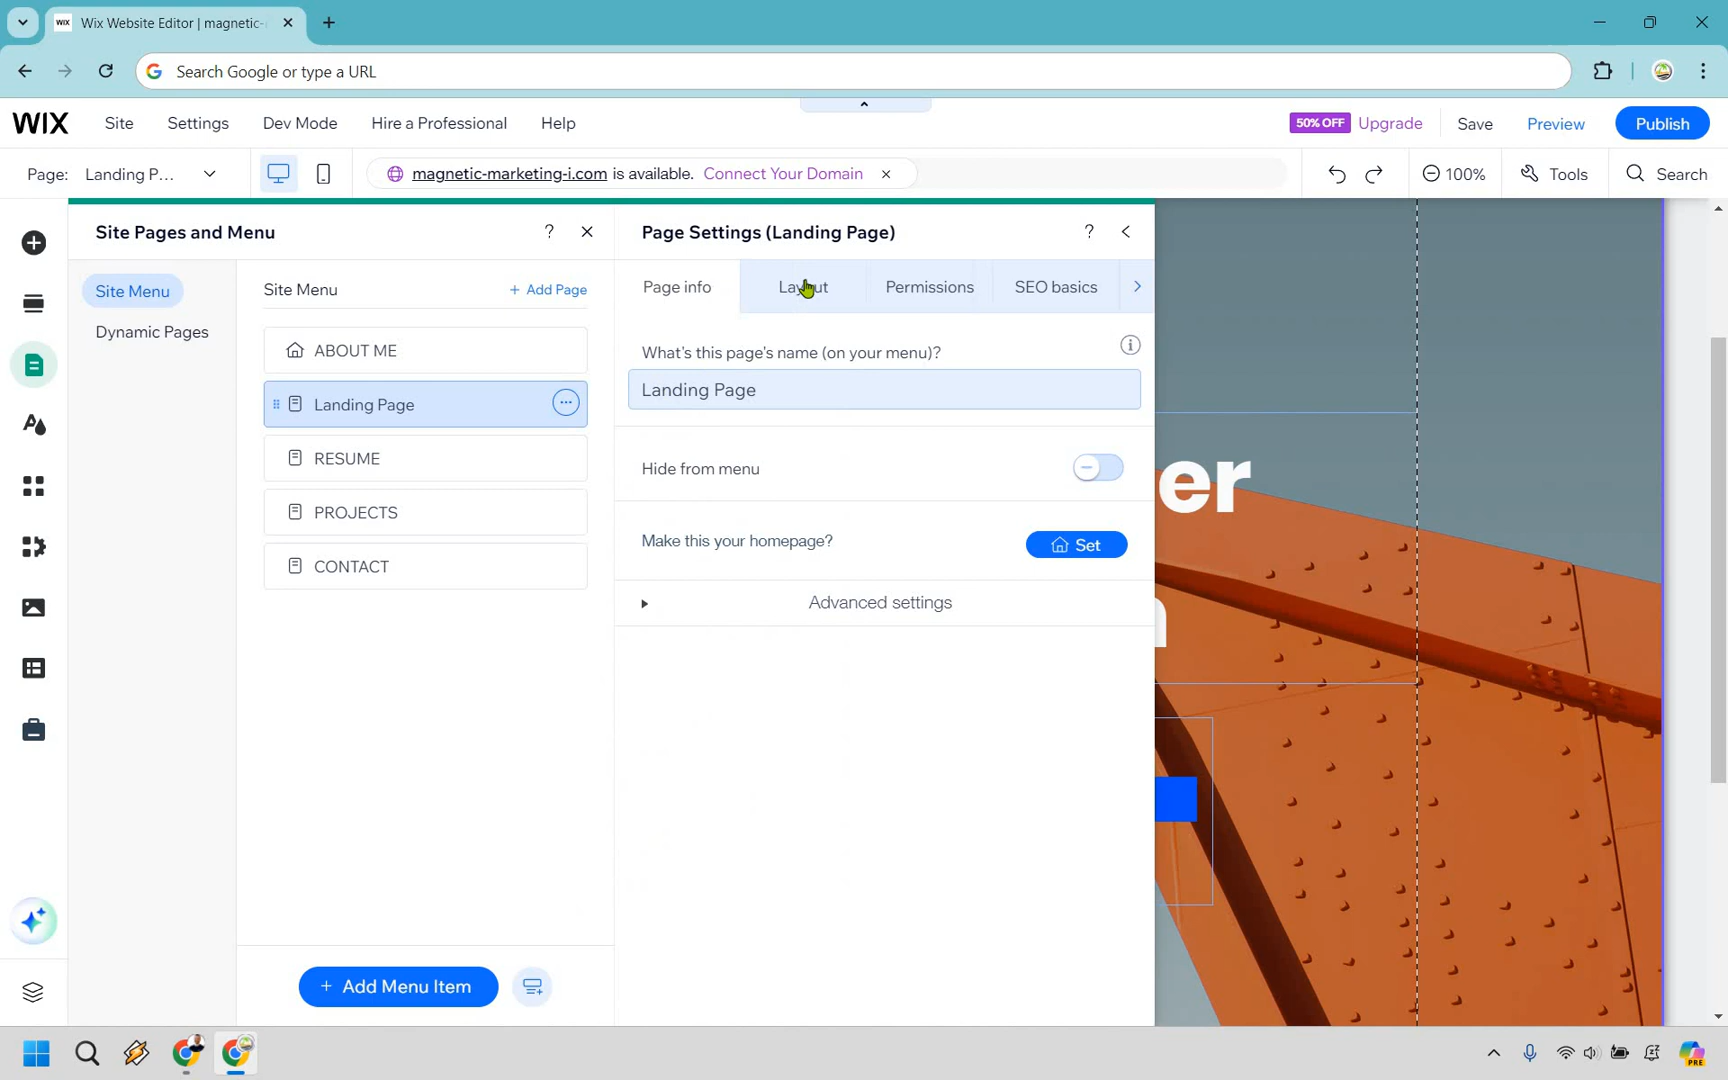 WIX Wix Website Editor | magnetic-
Search Google or type a URL
WIX Site Settings Dev Mode Hire a Professional Help 50% OFF Upgrade Save Preview Publish
Page: Landing P... magnetic-marketing-i.com is available. Connect Your Domain 100% Tools Search
Site Pages and Menu ?
Page Settings (Landing Page) ?
Site Menu
Dynamic Pages
Site Menu + Add Page
ABOUT ME
Landing Page
RESUME
PROJECTS
CONTACT
+ Add Menu Item
Page info Layout Permissions SEO basics
What's this page's name (on your menu)?
Landing Page
Hide from menu
Make this your homepage? Set
Advanced settings
er
PRE